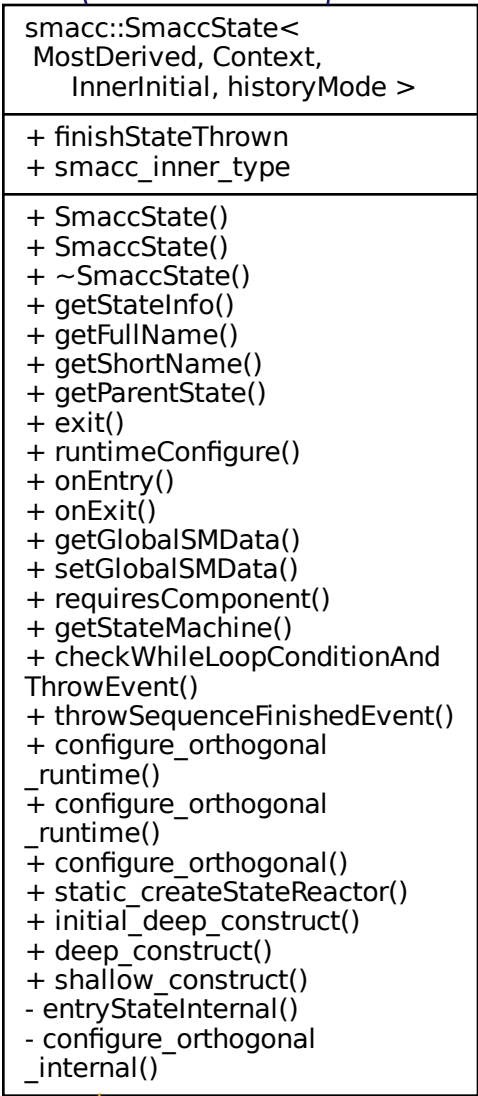 smacc::SmaccState<
MostDerived, Context,
InnerInitial, historyMode >
+ finishStateThrown
+ smacc_inner_type
+ SmaccState()
+ SmaccState()
+ ~SmaccState()
+ getStateInfo()
+ getFullName()
+ getShortName()
+ getParentState()
+ exit()
+ runtimeConfigure()
+ onEntry()
+ onExit()
+ getGlobalSMData()
+ setGlobalSMData()
+ requiresComponent()
+ getStateMachine()
+ checkWhileLoopConditionAnd
ThrowEvent()
+ throwSequenceFinishedEvent()
+ configure_orthogonal
_runtime()
+ configure_orthogonal
_runtime()
+ configure_orthogonal()
+ static_createStateReactor()
+ initial_deep_construct()
+ deep_construct()
+ shallow_construct()
- entryStateInternal()
- configure_orthogonal
_internal()